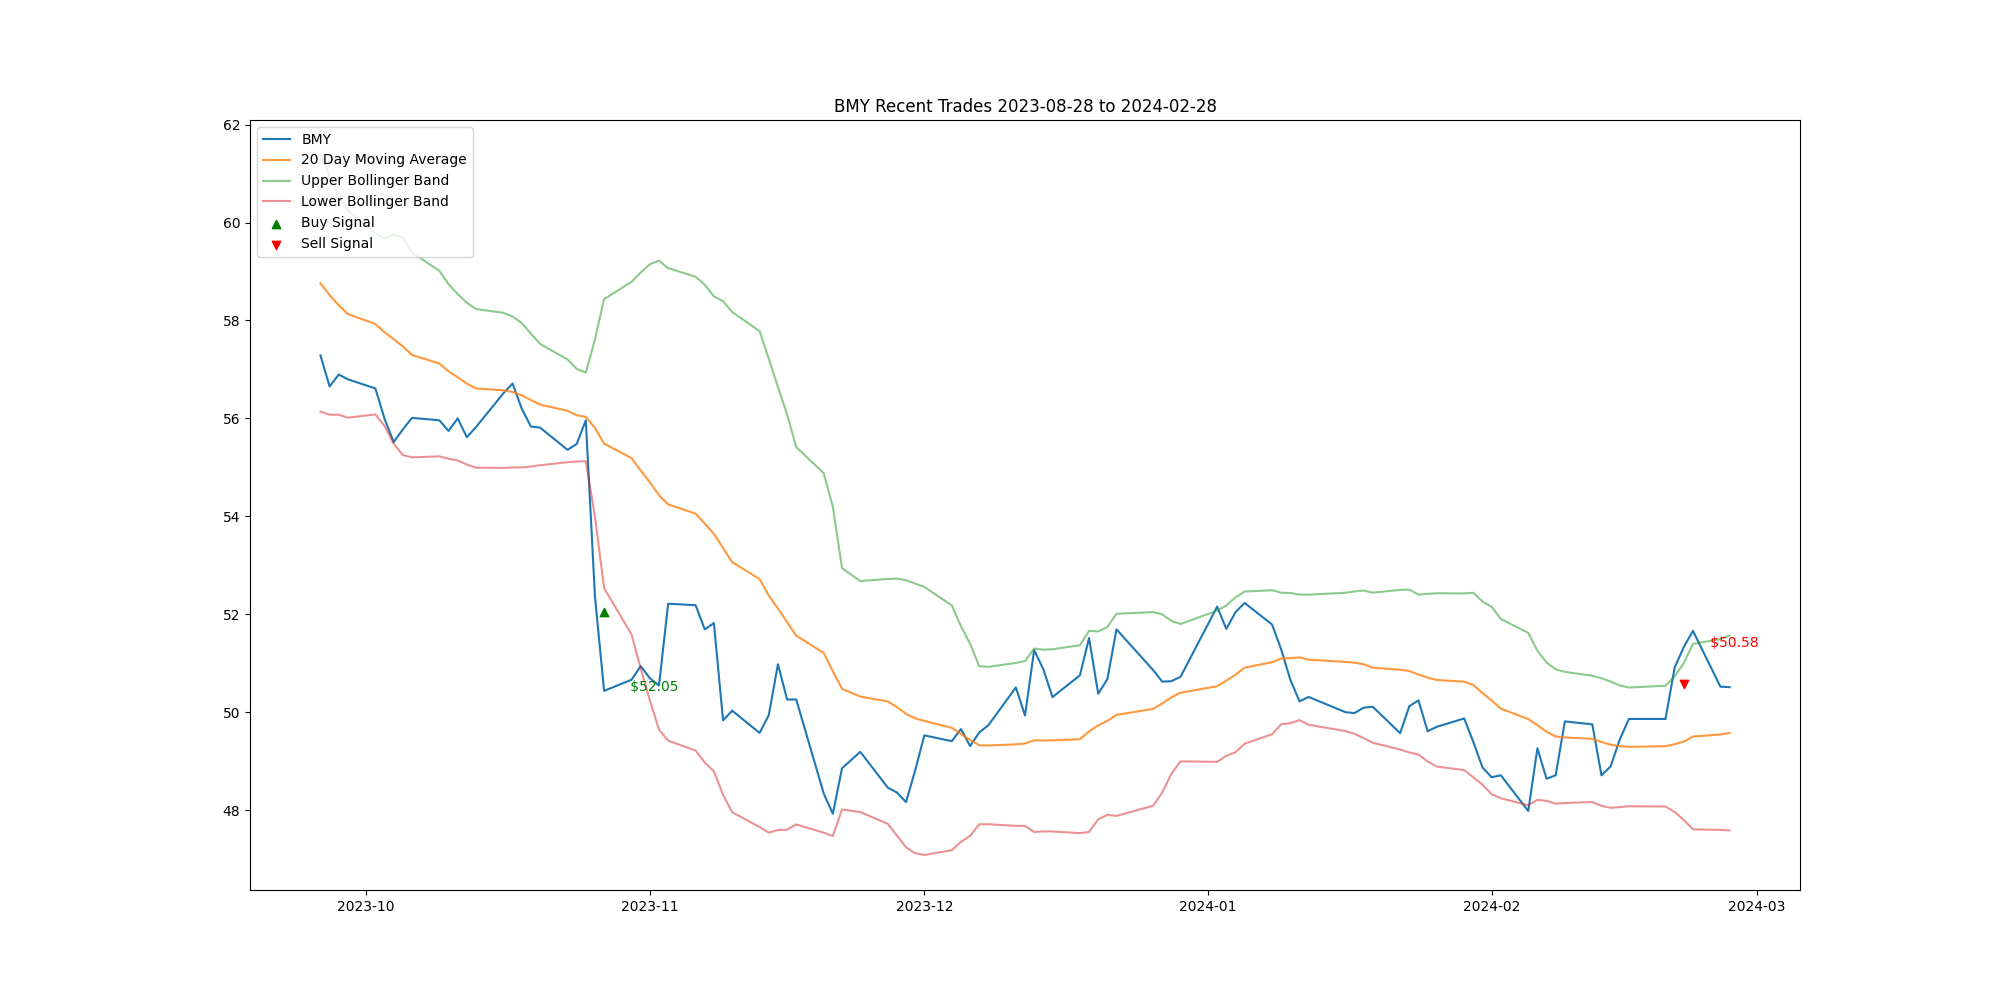 BMY Recent Trades 2023-08-28 to 2024-02-28
62
60
58
56
54
52
50
48
BMY
20 Day Moving Average
Upper Bollinger Band
Lower Bollinger Band
Buy Signal
Sell Signal
$52.05
$50.58
2023-10
2023-11
2023-12
2024-01
2024-02
2024-03